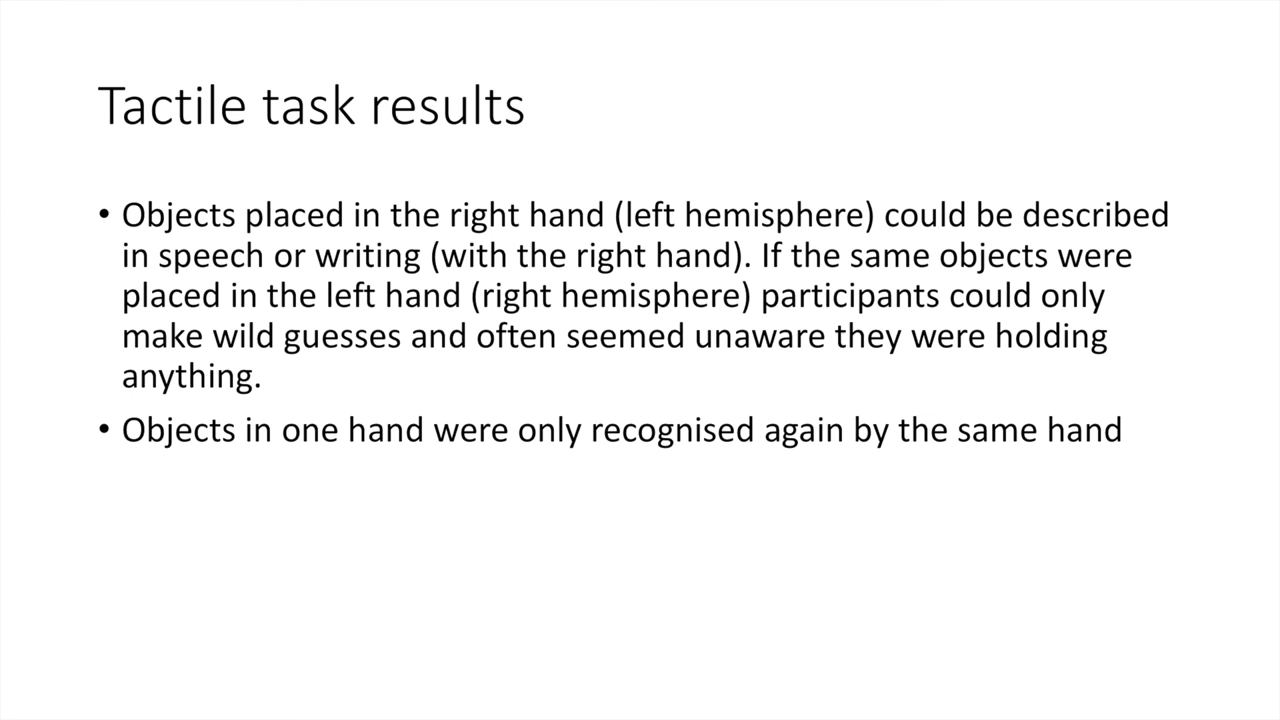 Tactile task results
• Objects placed in the right hand (left hemisphere) could be described
in speech or writing (with the right hand). If the same objects were
placed in the left hand (right hemisphere) participants could only
make wild guesses and often seemed unaware they were holding
anything.
• Objects in one hand were only recognised again by the same hand